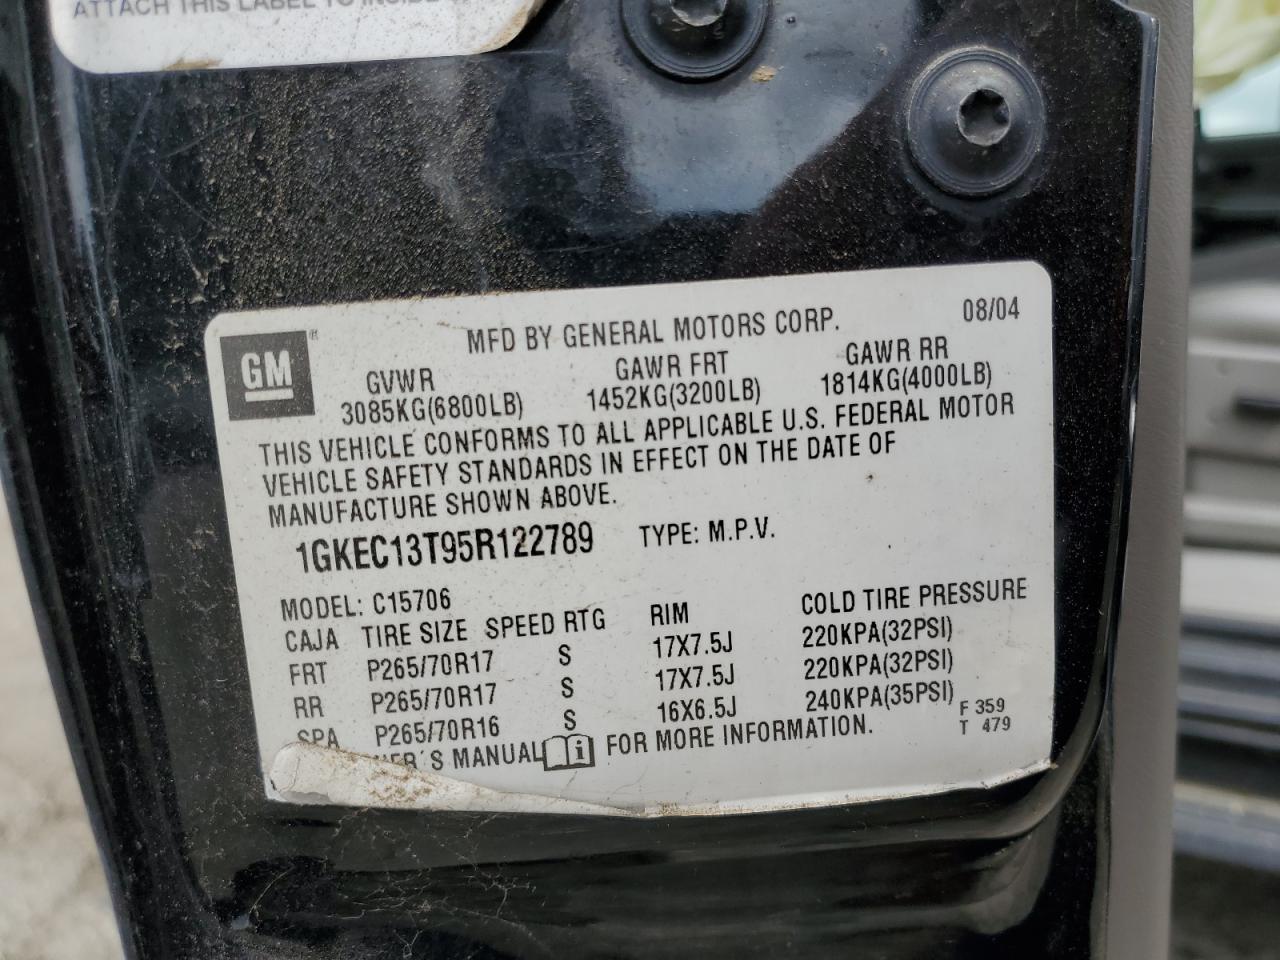 ATTACH THIS LABEL TO INSIDE
GM ®
MFD BY GENERAL MOTORS CORP. 08/04
GVWR GAWR FRT GAWR RR
3085KG(6800LB) 1452KG(3200LB) 1814KG(4000LB)
THIS VEHICLE CONFORMS TO ALL APPLICABLE U.S. FEDERAL MOTOR
VEHICLE SAFETY STANDARDS IN EFFECT ON THE DATE OF
MANUFACTURE SHOWN ABOVE.
1GKEC13T95R122789 TYPE: M.P.V.
MODEL: C15706
CAJA TIRE SIZE SPEED RTG RIM COLD TIRE PRESSURE
FRT P265/70R17 S 17X7.5J 220KPA(32PSI)
RR P265/70R17 S 17X7.5J 220KPA(32PSI)
SPA P265/70R16 S 16X6.5J 240KPA(35PSI)
ER'S MANUAL FOR MORE INFORMATION.
F 359
T 479